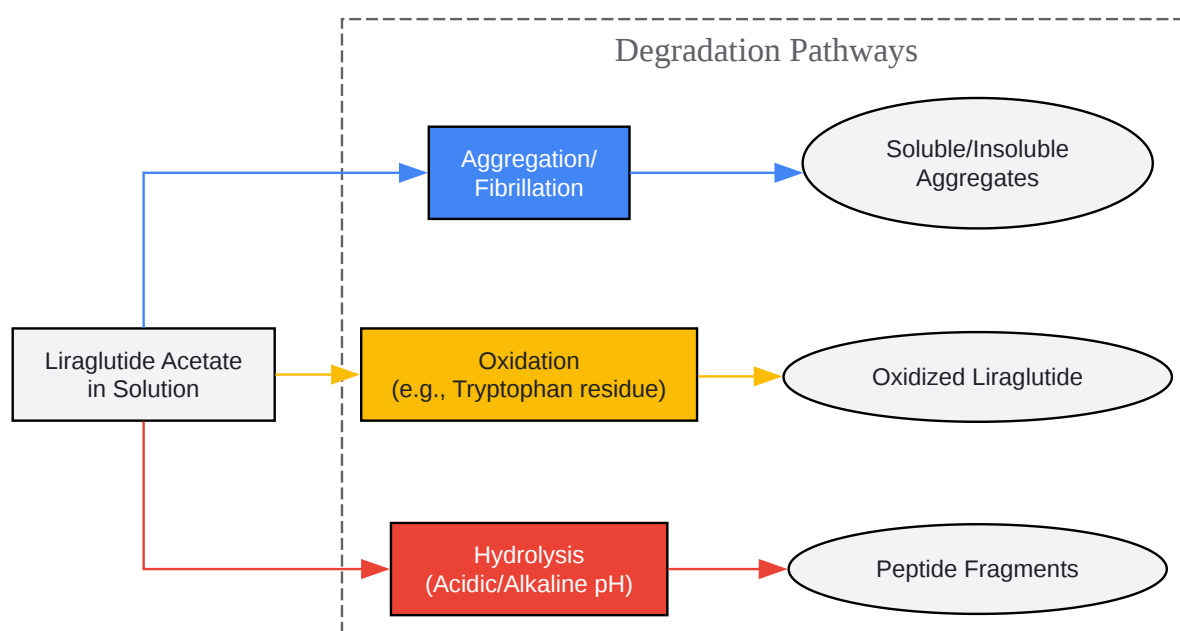 Degradation Pathways
Aggregation/
Fibrillation
Soluble/Insoluble
Aggregates
Liraglutide Acetate
in Solution
Oxidation
(e.g., Tryptophan residue)
Oxidized Liraglutide
Hydrolysis
(Acidic/Alkaline pH)
Peptide Fragments